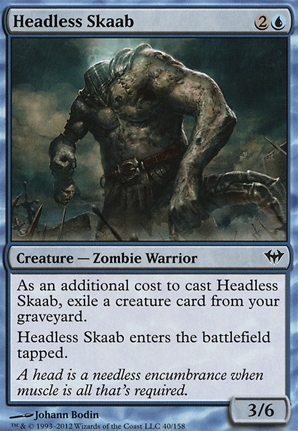 Headless Skaab 2
Creature — Zombie Warrior
As an additional cost to cast Headless
Skaab, exile a creature card from your
graveyard.
Headless Skaab enters the battlefield
tapped.
A head is a needless encumbrance when
muscle is all that's required.
3/6
Johann Bodin
™ & © 1993–2012 Wizards of the Coast LLC 40/158